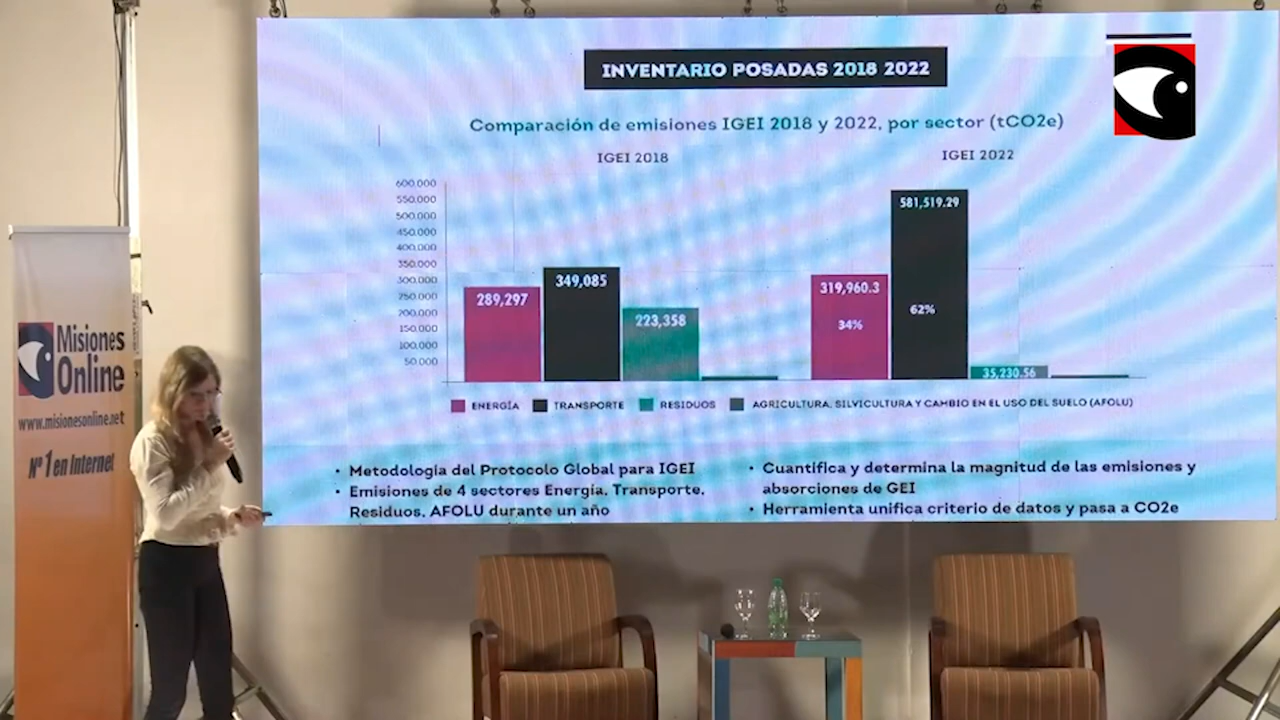 INVENTARIO POSADAS 2018 2022
Comparación de emisiones IGEI 2018 y 2022, por sector (tCO2e)
IGEI 2018
IGEI 2022
600.000
550.000
500.000
450.000
400.000
350.000
300.000
250.000
200.000
150.000
100.000
50.000
289,297
349,085
223,358
319,960.3
34%
581,519.29
62%
35,230.56
ENERGÍA
TRANSPORTE
RESIDUOS
AGRICULTURA, SILVICULTURA Y CAMBIO EN EL USO DEL SUELO (AFOLU)
• Metodología del Protocolo Global para IGEI
• Emisiones de 4 sectores Energía, Transporte,
Residuos, AFOLU durante un año
• Cuantífica y determina la magnitud de las emisiones y
absorciones de GEI
• Herramienta unifica criterio de datos y pasa a CO2e
Misiones
Online
www.misionesonline.net
Nº 1 en Internet